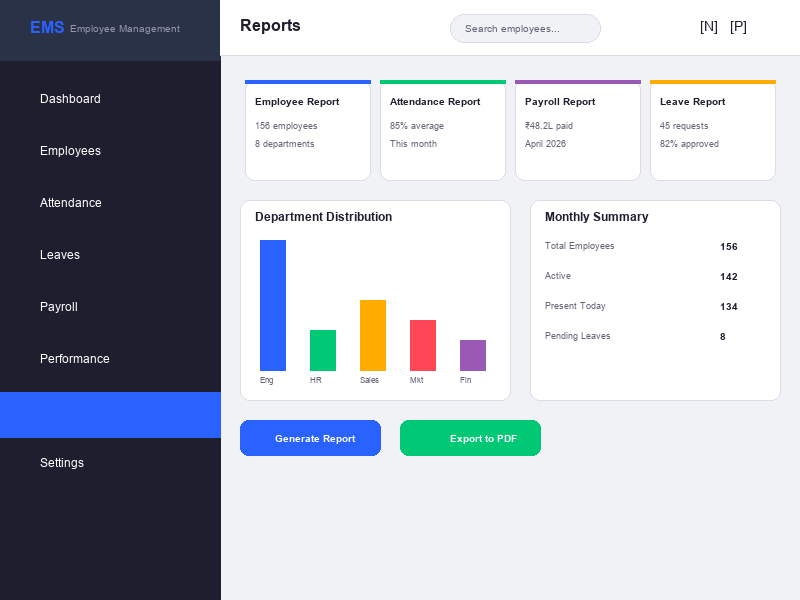 EMS Employee Management
Reports
Search employees...
[N] [P]
Dashboard
Employees
Attendance
Leaves
Payroll
Performance
Settings
Employee Report
156 employees
8 departments
Attendance Report
85% average
This month
Payroll Report
₹48.2L paid
April 2026
Leave Report
45 requests
82% approved
Department Distribution
Eng HR Sales Mkt Fin
Monthly Summary
Total Employees 156
Active 142
Present Today 134
Pending Leaves 8
Generate Report
Export to PDF